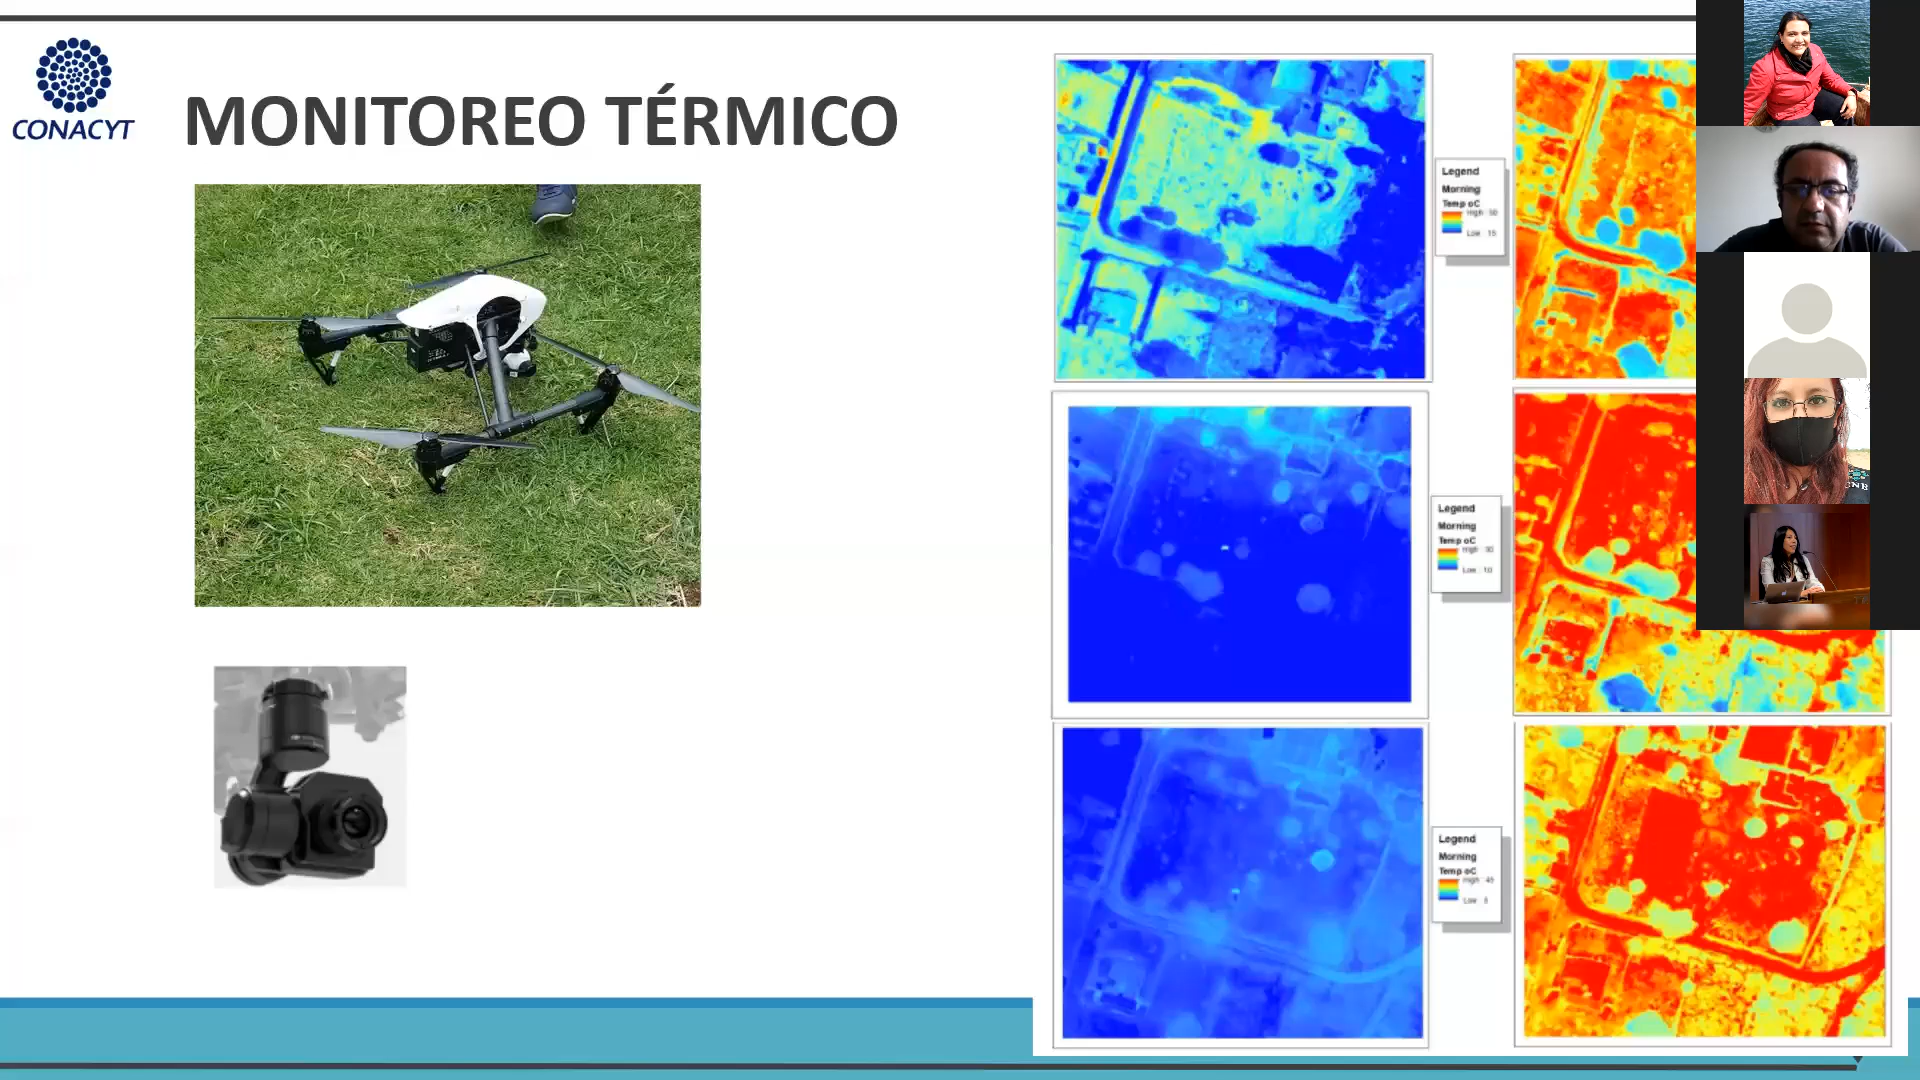 CONACYT
MONITOREO TÉRMICO
Legend
Morning
Temp oC
High : 50
Low : 15
Legend
Morning
Temp oC
High : 30
Low : 10
Legend
Morning
Temp oC
High : 45
Low : 8